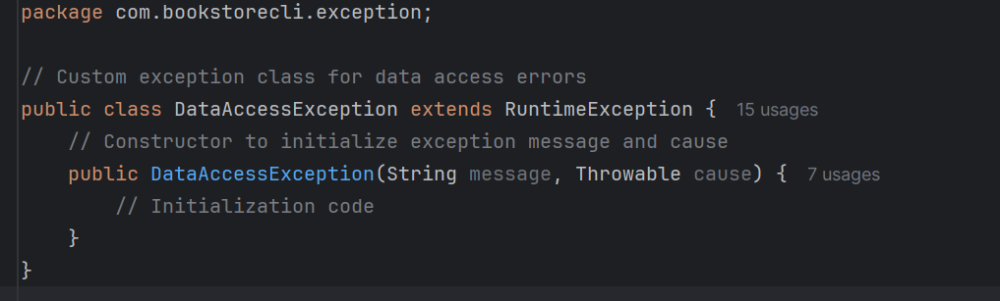 package com.bookstorecli.exception;
// Custom exception class for data access errors
public class DataAccessException extends RuntimeException { 15 usages
// Constructor to initialize exception message and cause
public DataAccessException(String message, Throwable cause) { 7 usages
// Initialization code
}
}